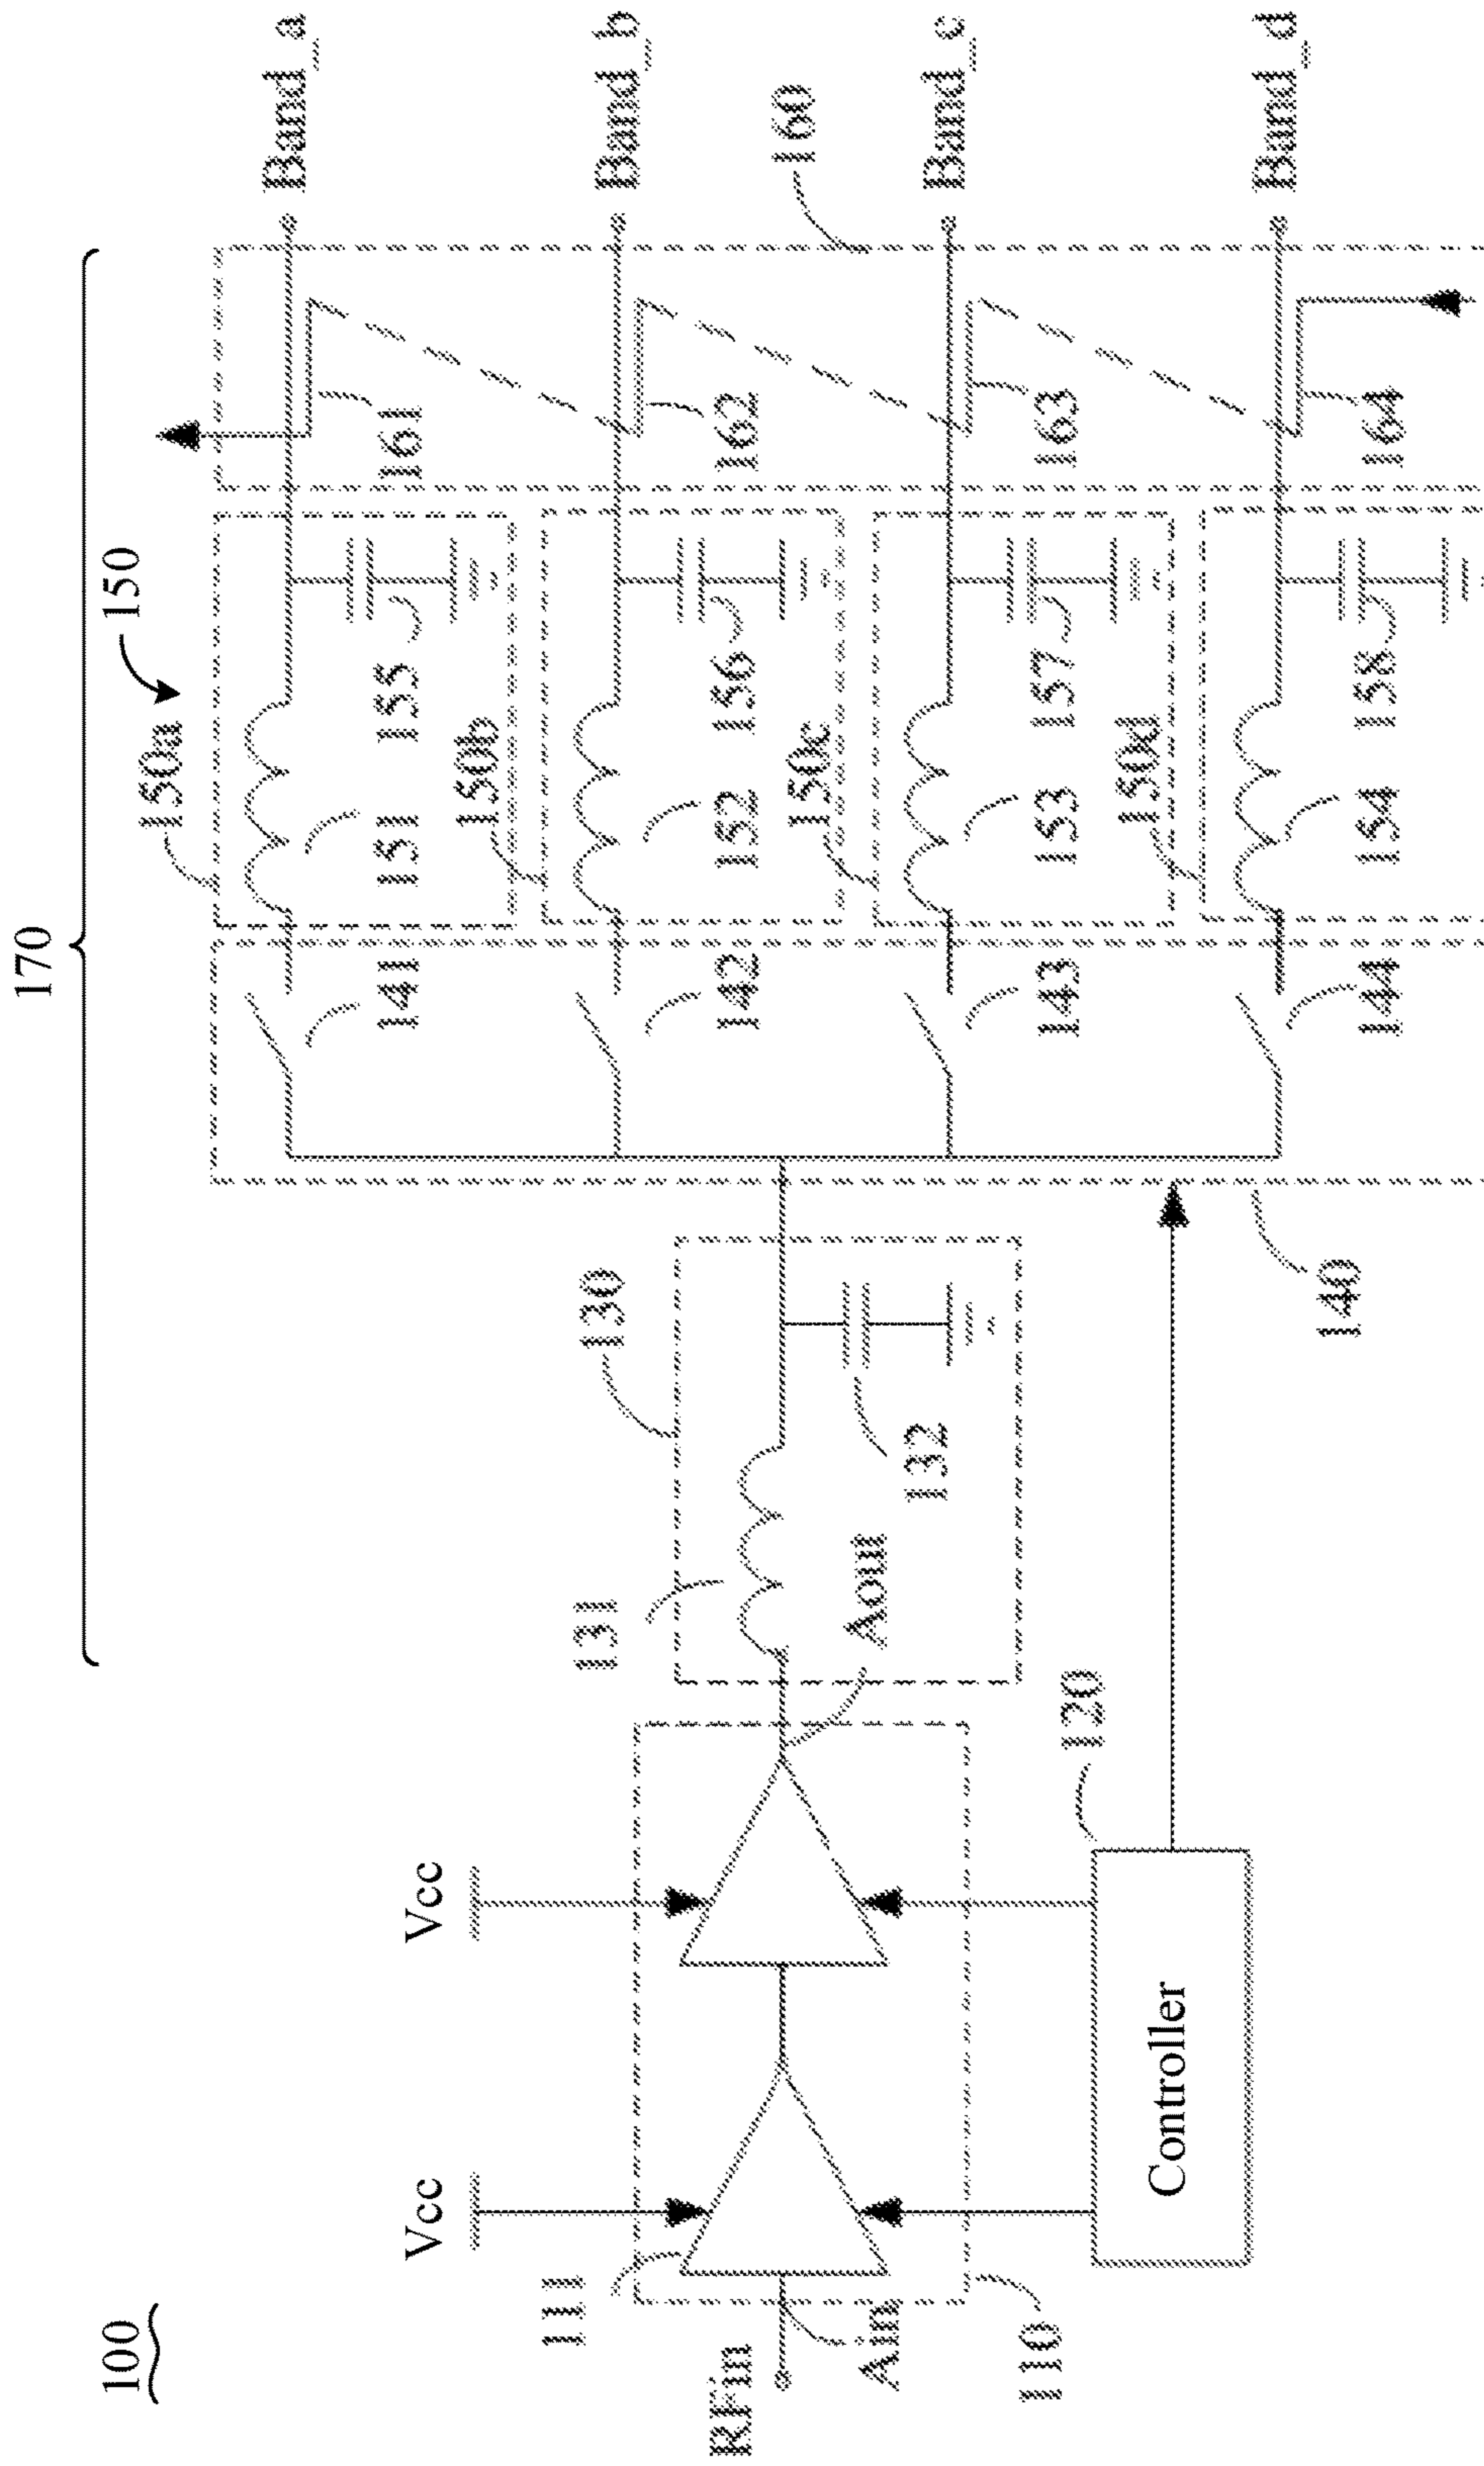 100
170
150
150a
Band_a
151
155
161
141
150b
Band_b
152
156
162
142
160
150c
Band_c
153
157
163
143
150d
Band_d
154
158
164
144
140
130
131
132
Aout
Vcc
Vcc
111
RFin
Ain
110
120
Controller